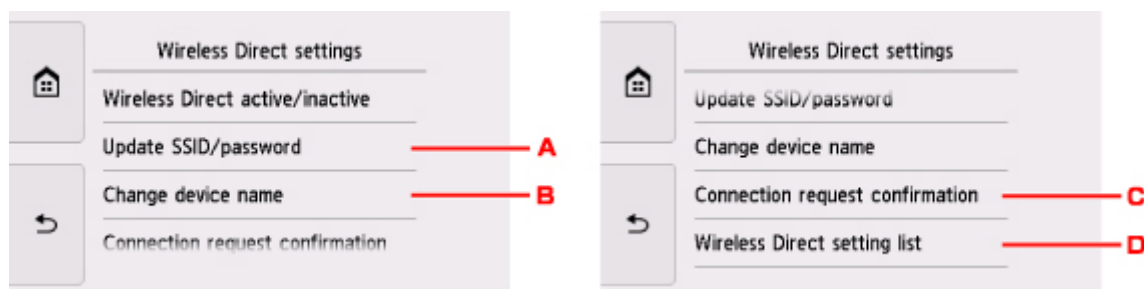 Wireless Direct settings
Wireless Direct active/inactive
Update SSID/password
A
Change device name
B
Connection request confirmation
Wireless Direct settings
Update SSID/password
Change device name
Connection request confirmation
C
Wireless Direct setting list
D